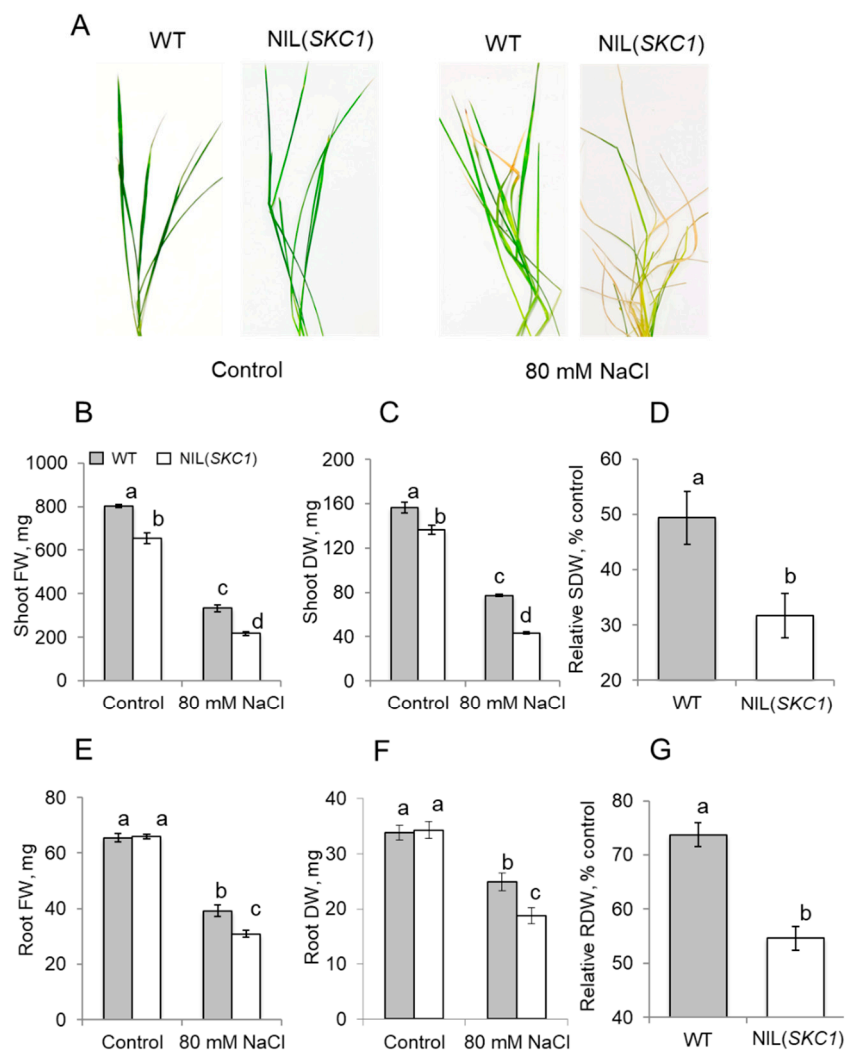 A
WT NIL(SKC1) WT NIL(SKC1)
Control 80 mM NaCl
B C D
WT NIL(SKC1)
Shoot FW, mg
1000
800
600
400
200
0
a
b
c
d
Control 80 mM NaCl
Shoot DW, mg
200
160
120
80
40
0
a
b
c
d
Control 80 mM NaCl
Relative SDW, % control
60
50
40
30
20
a
b
WT NIL(SKC1)
E F G
Root FW, mg
80
60
40
20
0
a a
b
c
Control 80 mM NaCl
Root DW, mg
40
30
20
10
0
a a
b
c
Control 80 mM NaCl
Relative RDW, % control
80
70
60
50
40
a
b
WT NIL(SKC1)